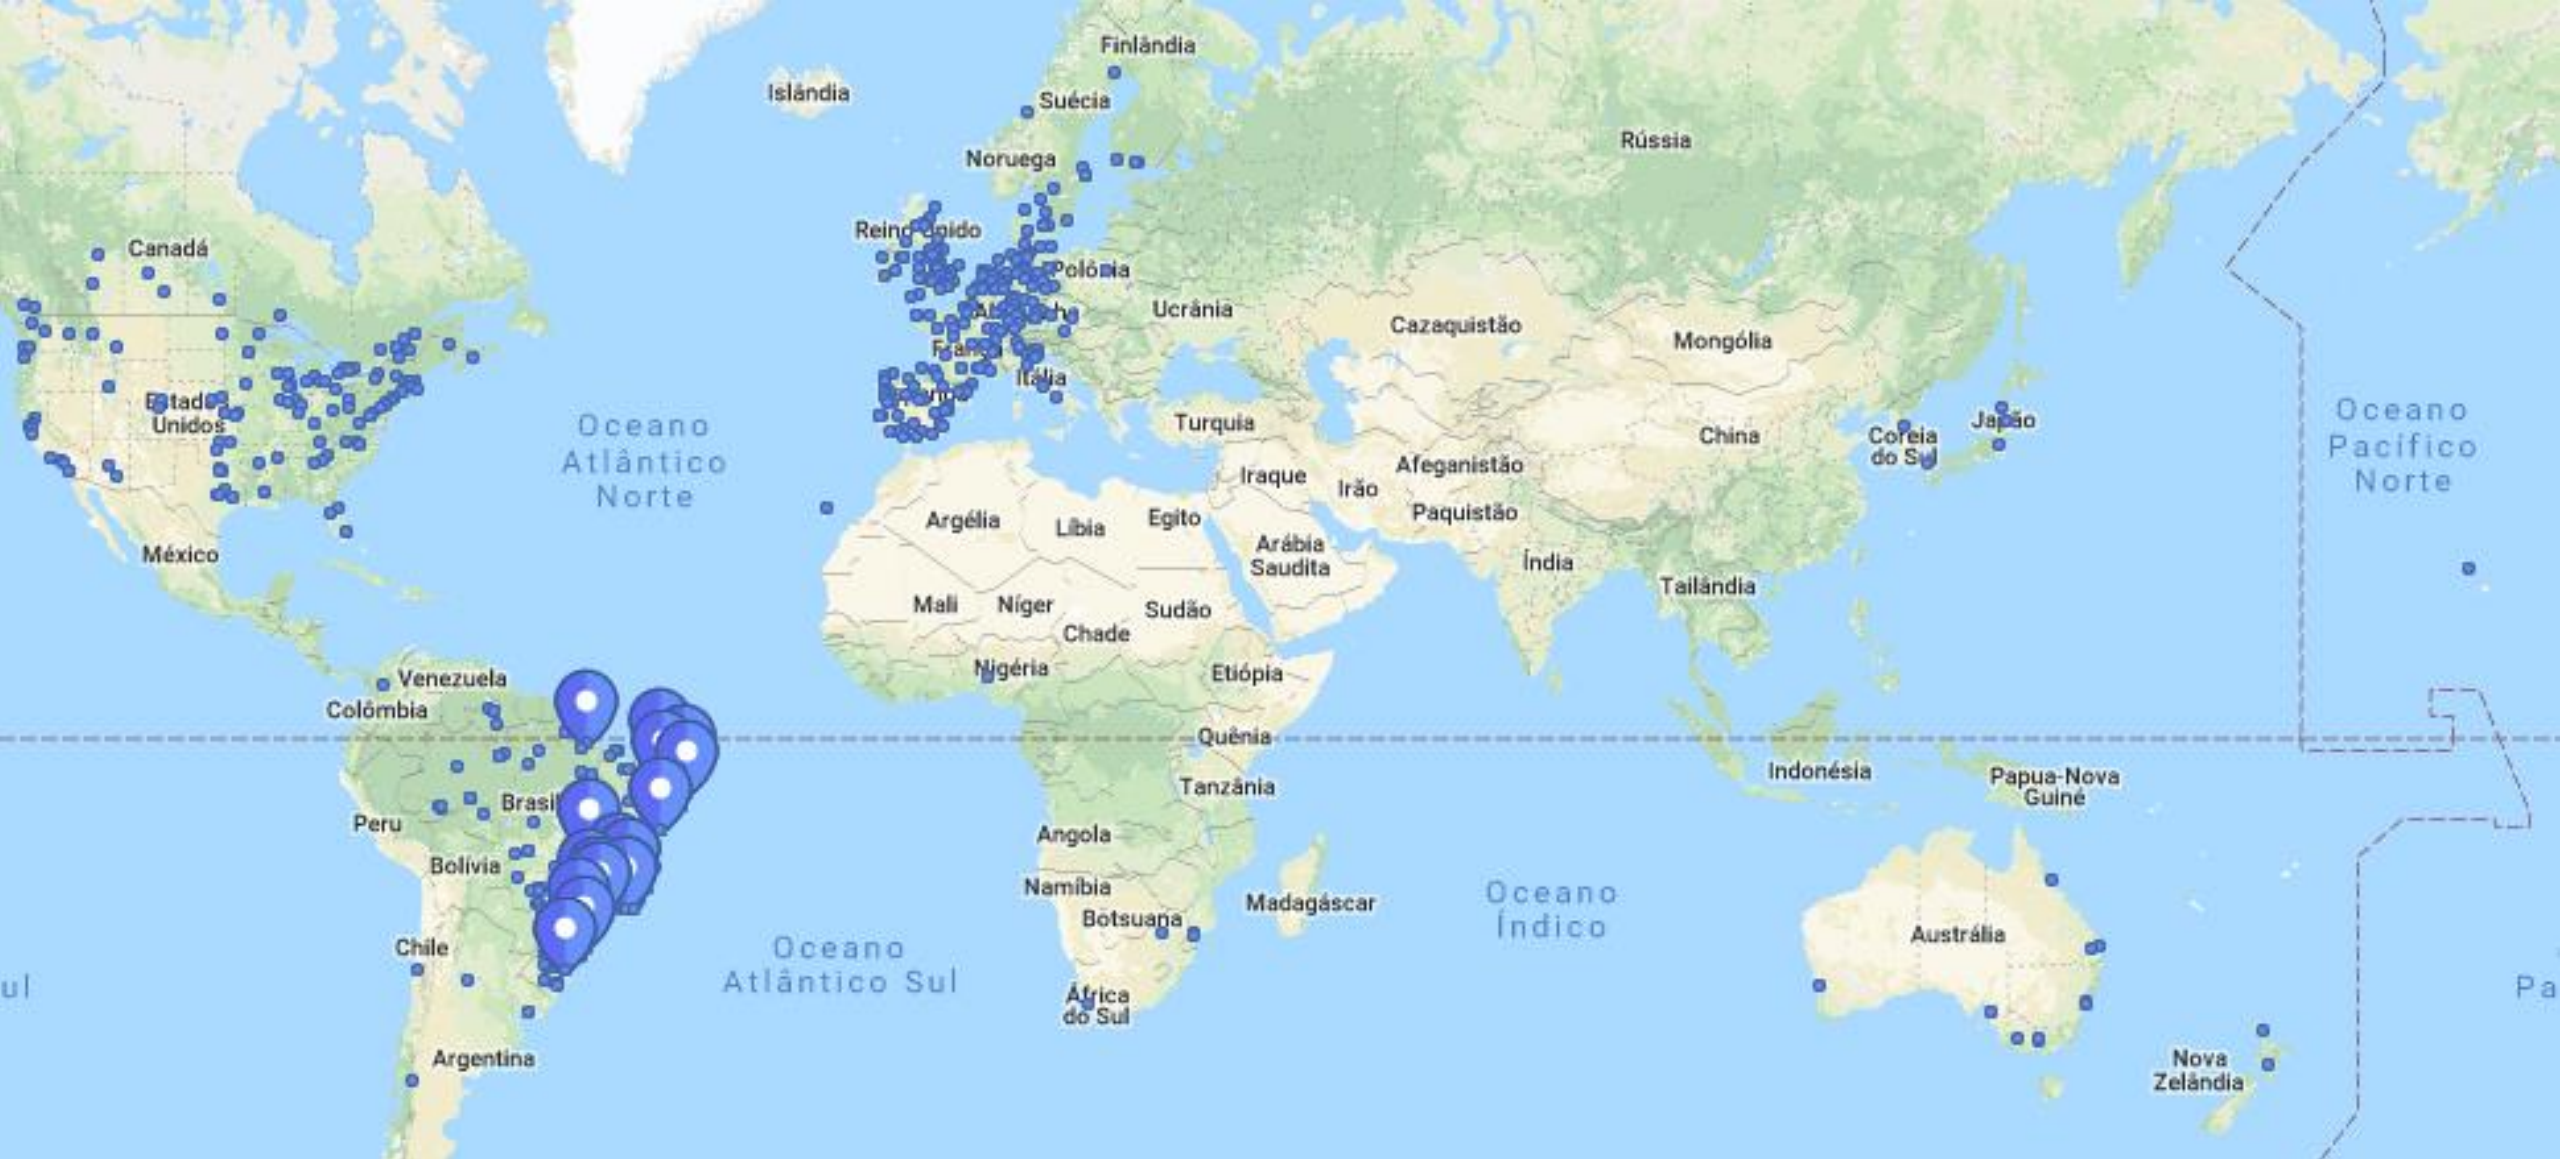 Finlândia
Islândia
Suécia
Rússia
Noruega
Reino Unido
Canadá
Polónia
Ucrânia
Cazaquistão
Mongólia
França
Itália
Estados
Unidos
Turquia
Oceano
Atlântico
Norte
China
Coreia
do Sul
Japão
Oceano
Pacífico
Norte
Iraque
Irão
Afeganistão
Paquistão
Argélia
Líbia
Egito
Arábia
Saudita
México
Índia
Tailândia
Mali
Níger
Sudão
Chade
Nigéria
Etiópia
Venezuela
Colômbia
Quênia
Indonésia
Papua-Nova
Guiné
Tanzânia
Brasil
Peru
Angola
Bolívia
Namíbia
Botsuana
Madagáscar
Oceano
Índico
Austrália
Chile
Oceano
Atlântico Sul
ul
Pa
África
do Sul
Argentina
Nova
Zelândia